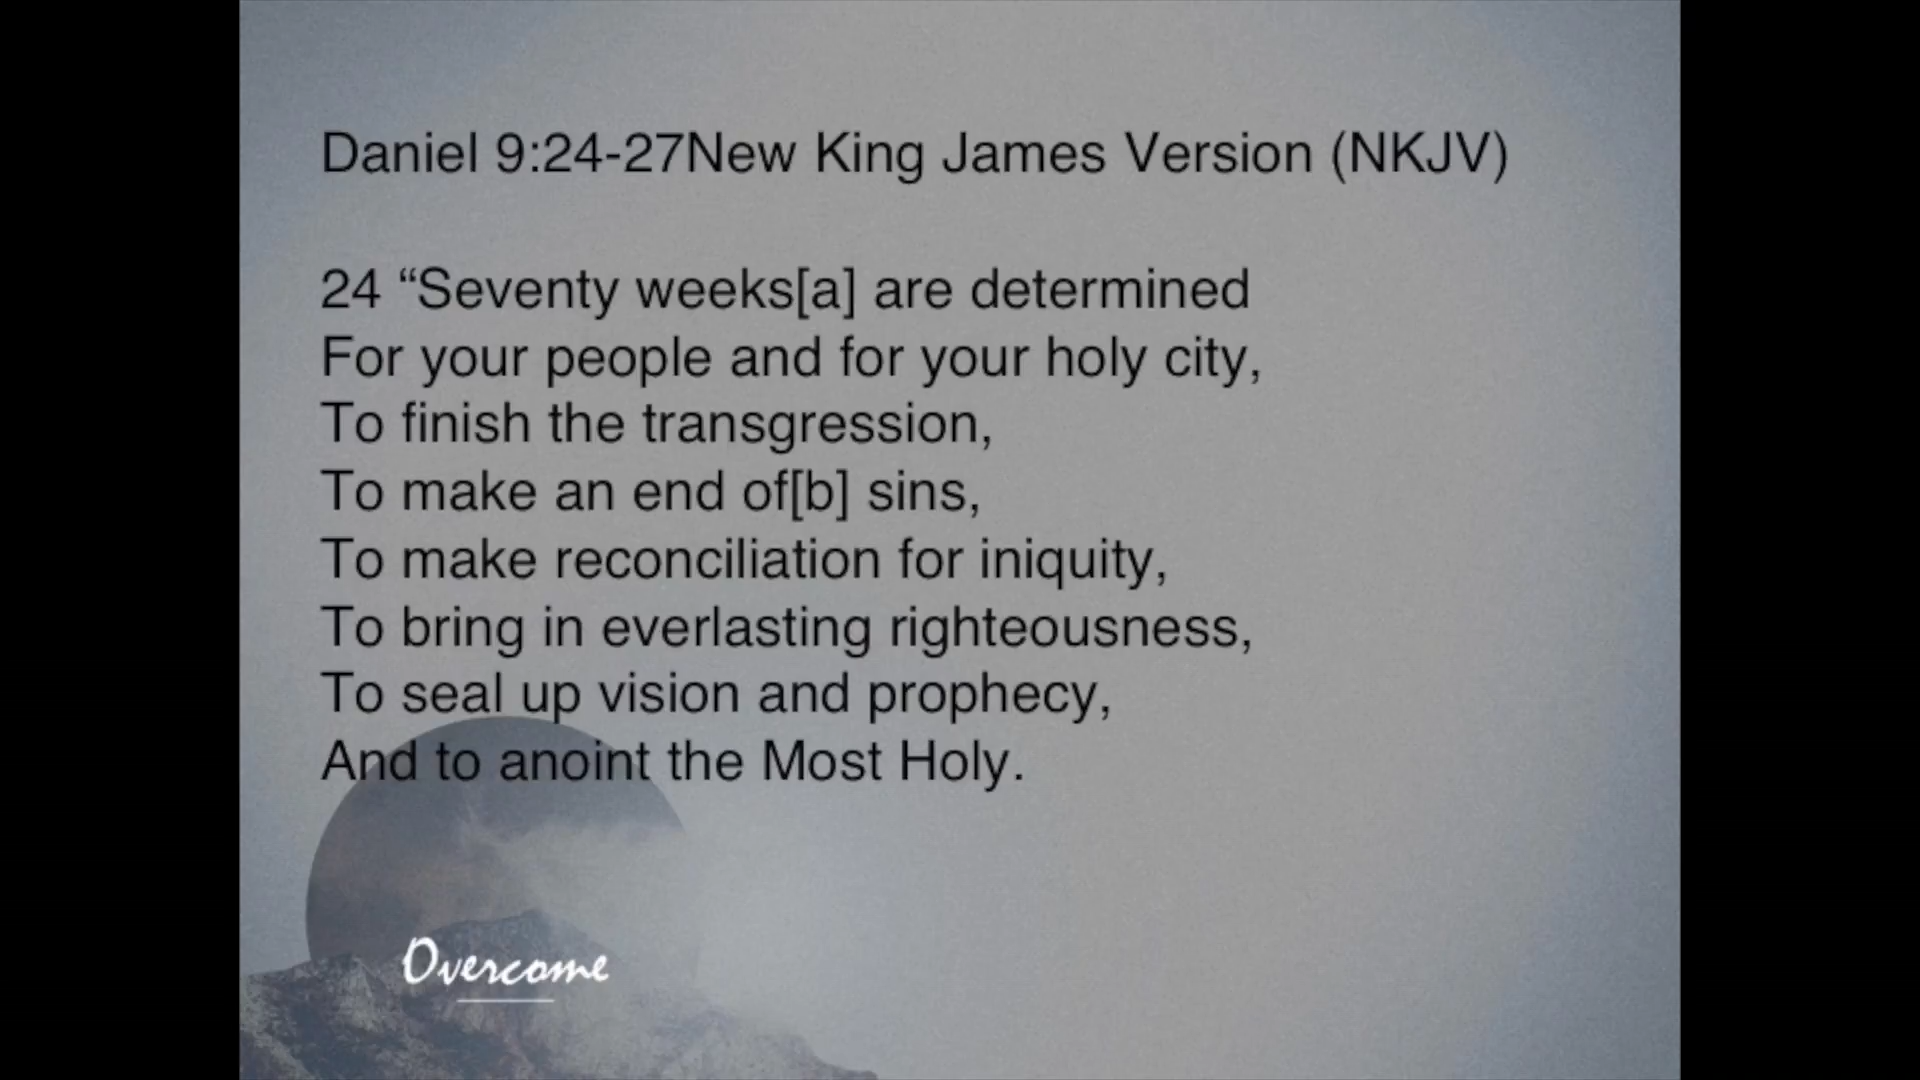 Daniel 9:24-27New King James Version (NKJV)
24 “Seventy weeks[a] are determined
For your people and for your holy city,
To finish the transgression,
To make an end of[b] sins,
To make reconciliation for iniquity,
To bring in everlasting righteousness,
To seal up vision and prophecy,
And to anoint the Most Holy.
Overcome